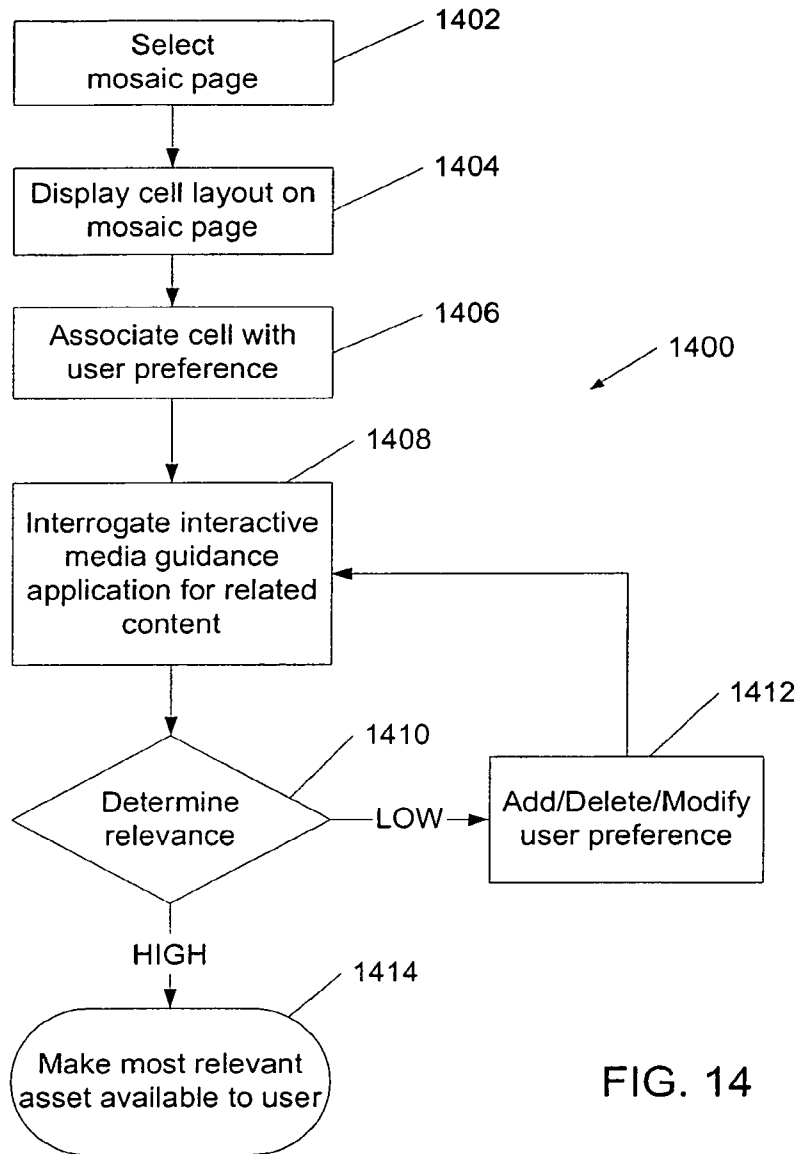 1402
Select
mosaic page
1404
Display cell layout on
mosaic page
1406
Associate cell with
user preference
1400
1408
Interrogate interactive
media guidance
application for related
content
1412
1410
Determine
relevance
LOW
Add/Delete/Modify
user preference
HIGH
1414
Make most relevant
asset available to user
FIG. 14